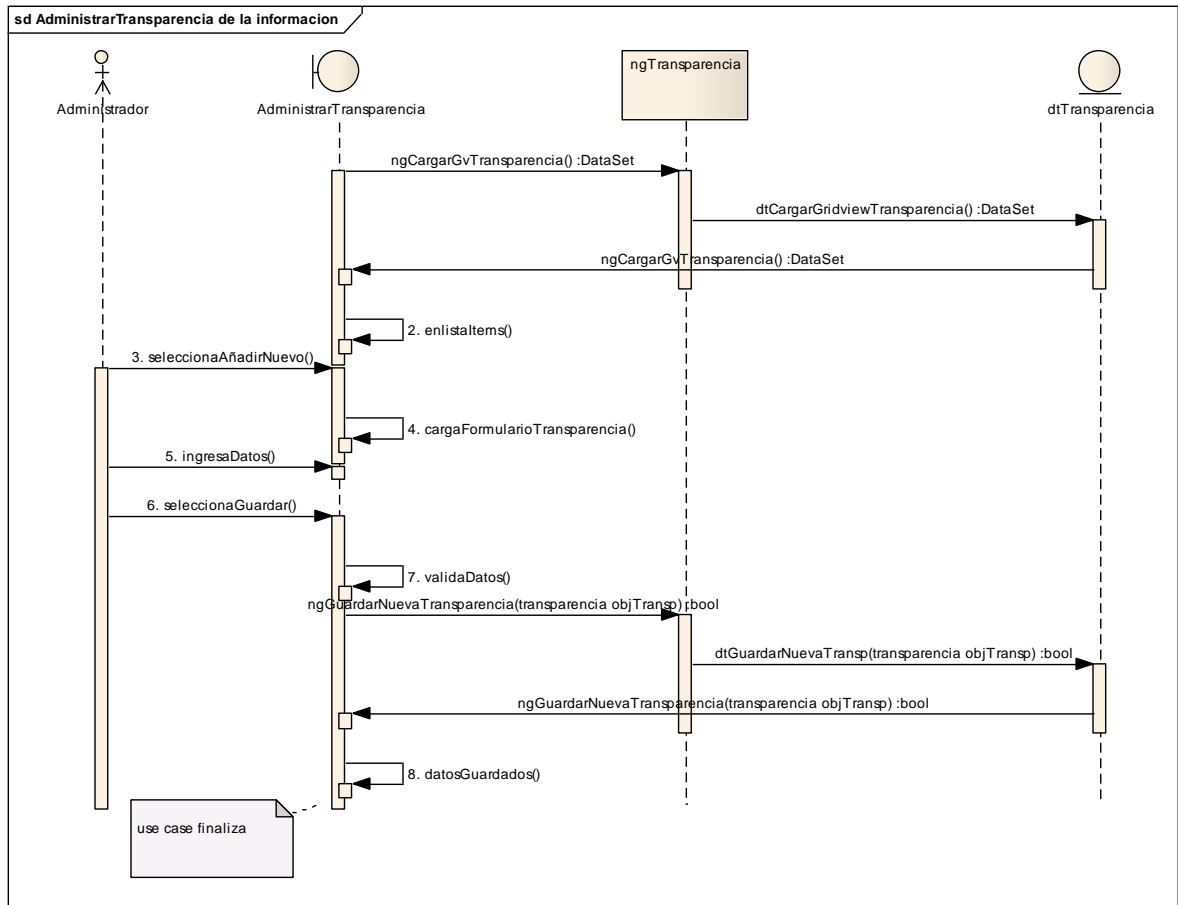 sd AdministrarTransparencia de la informacion
Administrador
AdministrarTransparencia
ngTransparencia
dtTransparencia
ngCargarGvTransparencia() :DataSet
dtCargarGridviewTransparencia() :DataSet
ngCargarGvTransparencia() :DataSet
2. enlistaItems()
3. seleccionaAñadirNuevo()
4. cargaFormularioTransparencia()
5. ingresaDatos()
6. seleccionaGuardar()
7. validaDatos()
ngGuardarNuevaTransparencia(transparencia objTransp) :bool
dtGuardarNuevaTransp(transparencia objTransp) :bool
ngGuardarNuevaTransparencia(transparencia objTransp) :bool
8. datosGuardados()
use case finaliza